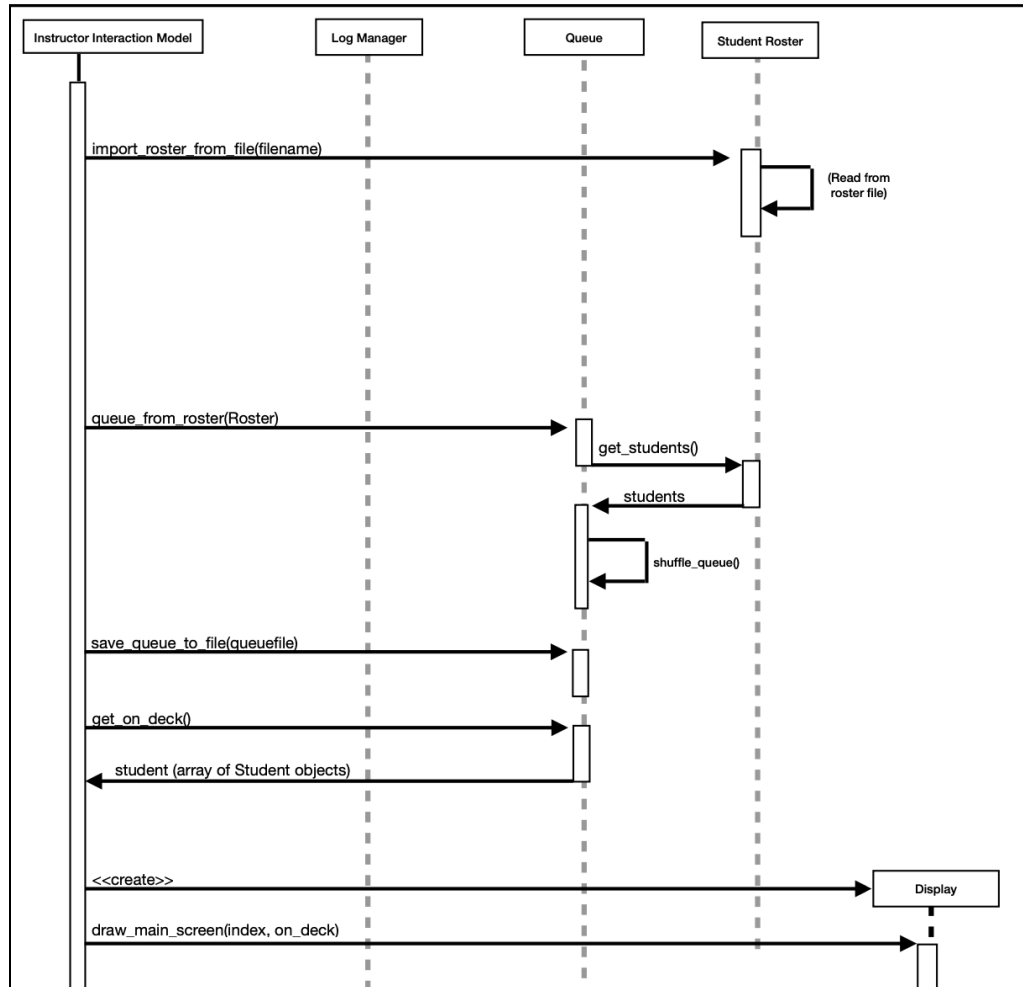 Instructor Interaction Model
Log Manager
Queue
Student Roster
import_roster_from_file(filename)
(Read from
roster file)
queue_from_roster(Roster)
get_students()
students
shuffle_queue()
save_queue_to_file(queuefile)
get_on_deck()
student (array of Student objects)
<<create>>
Display
draw_main_screen(index, on_deck)